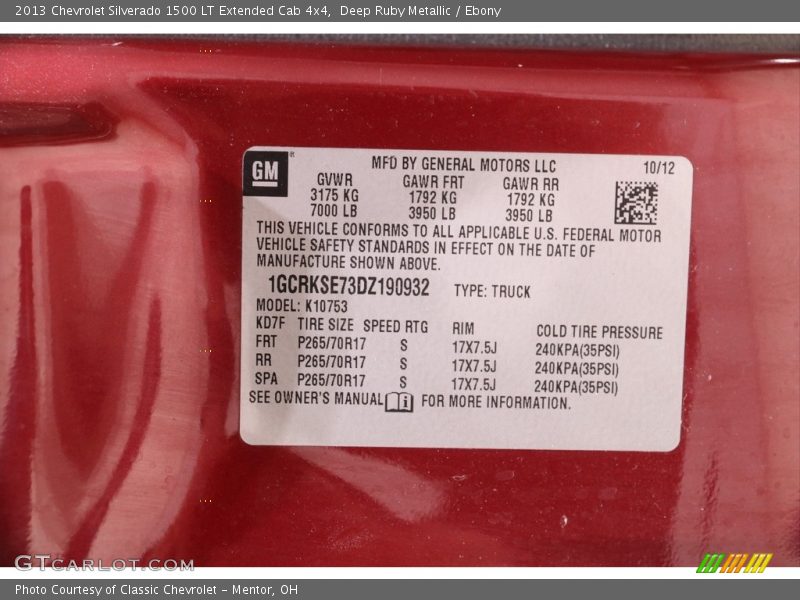 2013 Chevrolet Silverado 1500 LT Extended Cab 4x4, Deep Ruby Metallic / Ebony
GM
MFD BY GENERAL MOTORS LLC 10/12
GVWR GAWR FRT GAWR RR
3175 KG 1792 KG 1792 KG
7000 LB 3950 LB 3950 LB
THIS VEHICLE CONFORMS TO ALL APPLICABLE U.S. FEDERAL MOTOR
VEHICLE SAFETY STANDARDS IN EFFECT ON THE DATE OF
MANUFACTURE SHOWN ABOVE.
1GCRKSE73DZ190932 TYPE: TRUCK
MODEL: K10753
KD7F TIRE SIZE SPEED RTG RIM COLD TIRE PRESSURE
FRT P265/70R17 S 17X7.5J 240KPA(35PSI)
RR P265/70R17 S 17X7.5J 240KPA(35PSI)
SPA P265/70R17 S 17X7.5J 240KPA(35PSI)
SEE OWNER'S MANUAL i FOR MORE INFORMATION.
GTCARLOT.COM
Photo Courtesy of Classic Chevrolet - Mentor, OH